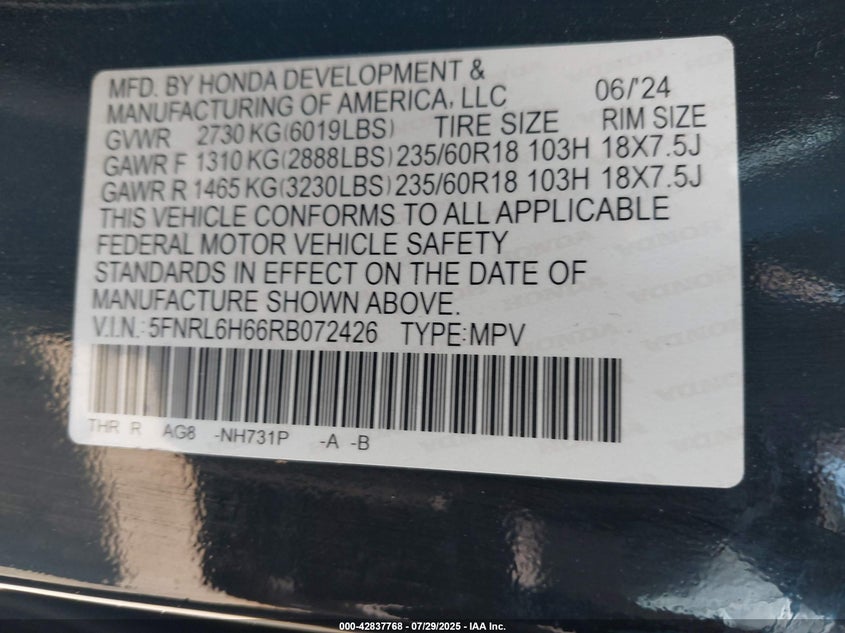 MFD. BY HONDA DEVELOPMENT &
MANUFACTURING OF AMERICA, LLC 06/'24
GVWR 2730 KG(6019LBS) TIRE SIZE RIM SIZE
GAWR F 1310 KG(2888LBS) 235/60R18 103H 18X7.5J
GAWR R 1465 KG(3230LBS) 235/60R18 103H 18X7.5J
THIS VEHICLE CONFORMS TO ALL APPLICABLE
FEDERAL MOTOR VEHICLE SAFETY
STANDARDS IN EFFECT ON THE DATE OF
MANUFACTURE SHOWN ABOVE.
V.I.N.:5FNRL6H66RB072426 TYPE:MPV
THR R AG8 -NH731P -A -B
000-42837768 - 07/29/2025 - IAA Inc.